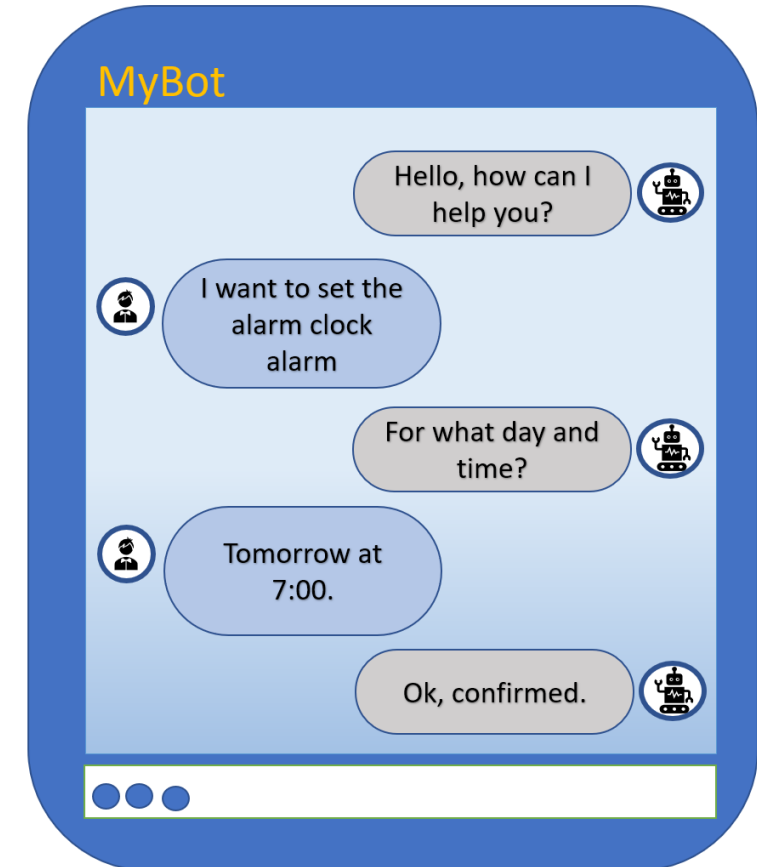 MyBot
Hello, how can I
help you?
I want to set the
alarm clock
alarm
For what day and
time?
Tomorrow at
7:00.
Ok, confirmed.